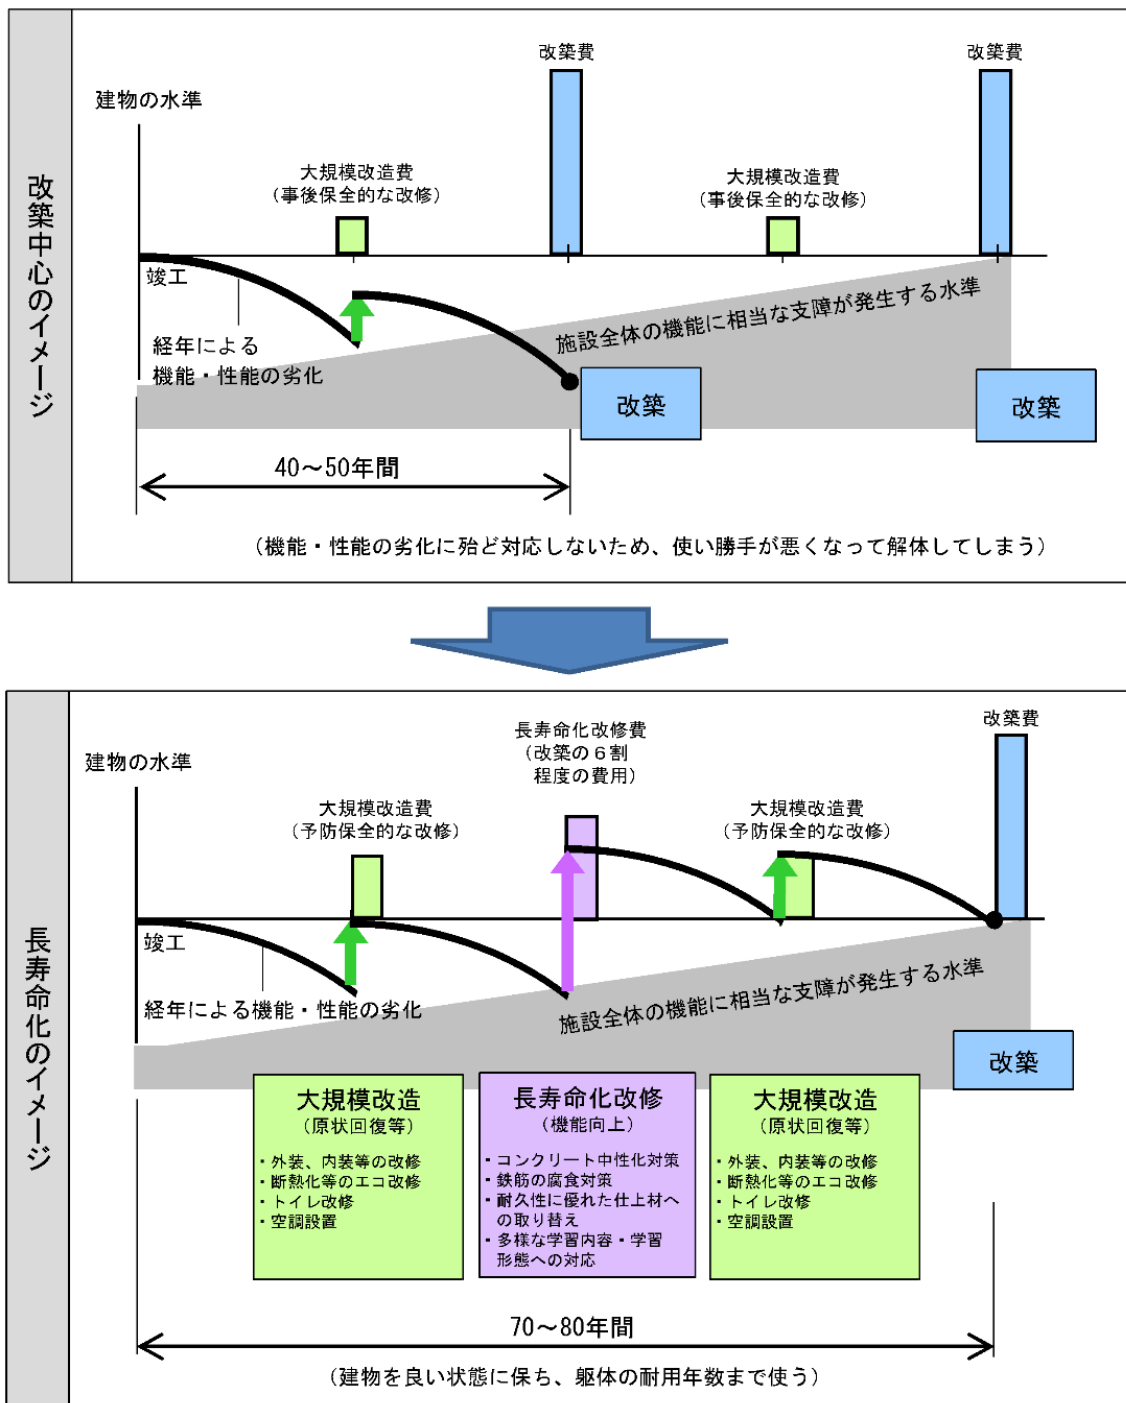 改築中心のイメージ
改築費
改築費
建物の水準
大規模改造費
（事後保全的な改修）
大規模改造費
（事後保全的な改修）
竣工
経年による
機能・性能の劣化
施設全体の機能に相当な支障が発生する水準
改築
改築
40～50年間
（機能・性能の劣化に殆ど対応しないため、使い勝手が悪くなって解体してしまう）
長寿命化のイメージ
改築費
長寿命化改修費
（改築の６割
程度の費用）
建物の水準
大規模改造費
（予防保全的な改修）
大規模改造費
（予防保全的な改修）
竣工
経年による機能・性能の劣化
施設全体の機能に相当な支障が発生する水準
改築
大規模改造
（原状回復等）
・外装、内装等の改修
・断熱化等のエコ改修
・トイレ改修
・空調設置
長寿命化改修
（機能向上）
・コンクリート中性化対策
・鉄筋の腐食対策
・耐久性に優れた仕上材へ
の取り替え
・多様な学習内容・学習
形態への対応
大規模改造
（原状回復等）
・外装、内装等の改修
・断熱化等のエコ改修
・トイレ改修
・空調設置
70～80年間
（建物を良い状態に保ち、躯体の耐用年数まで使う）